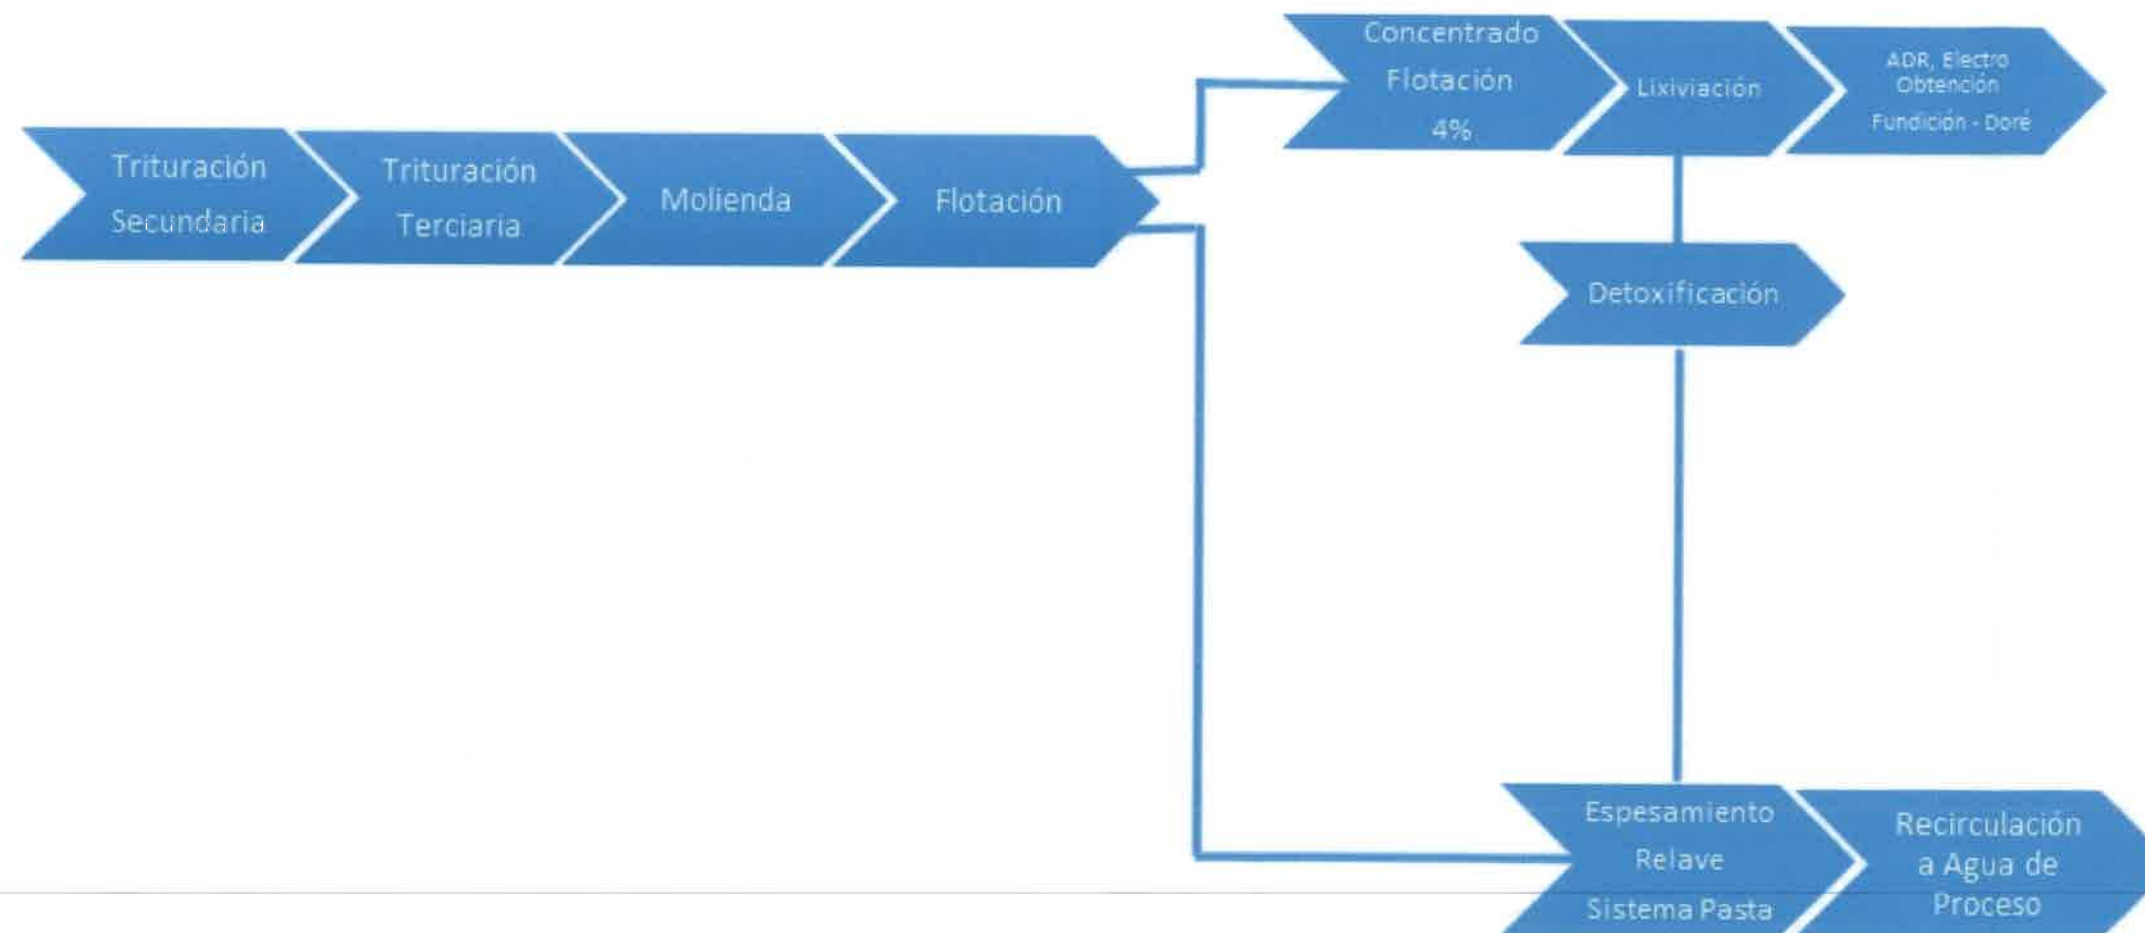 Trituración
Secundaria
Trituración
Terciaria
Molienda
Flotación
Concentrado
Flotación
4%
Lixiviación
ADR, Electro
Obtención
Fundición - Doré
Detoxificación
Espesamiento
Relave
Sistema Pasta
Recirculación
a Agua de
Proceso